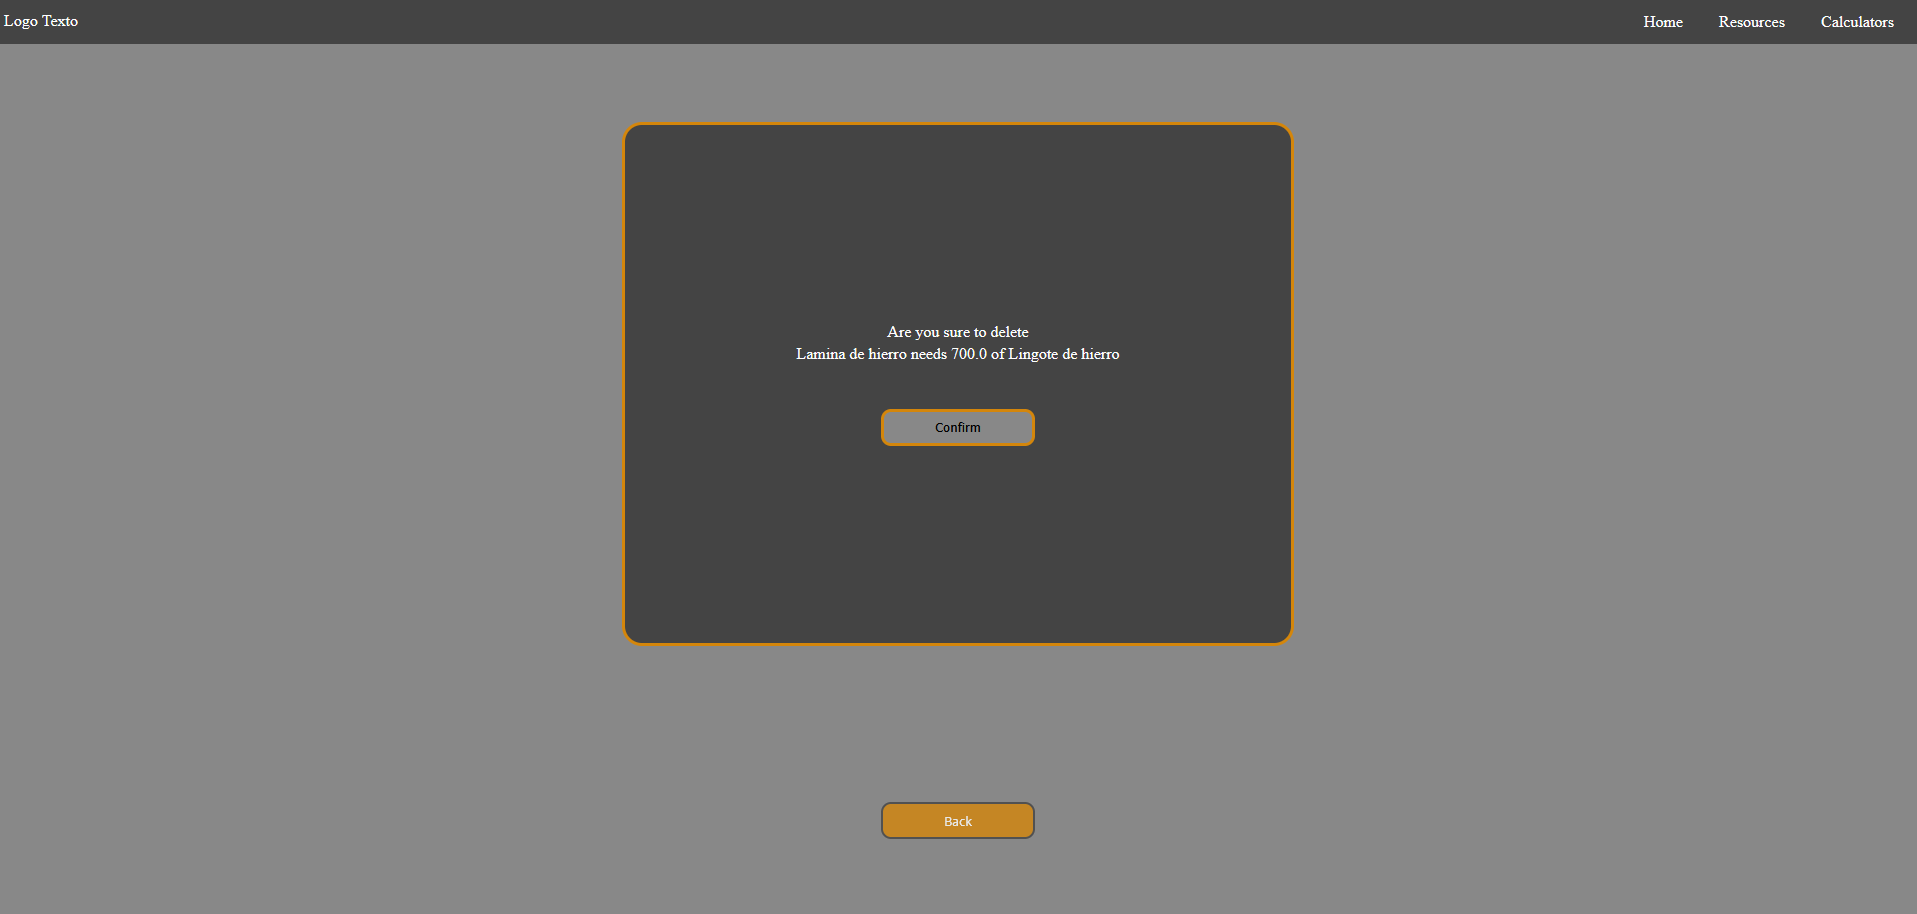 Logo Texto
Home Resources Calculators
Are you sure to delete
Lamina de hierro needs 700.0 of Lingote de hierro
Confirm
Back